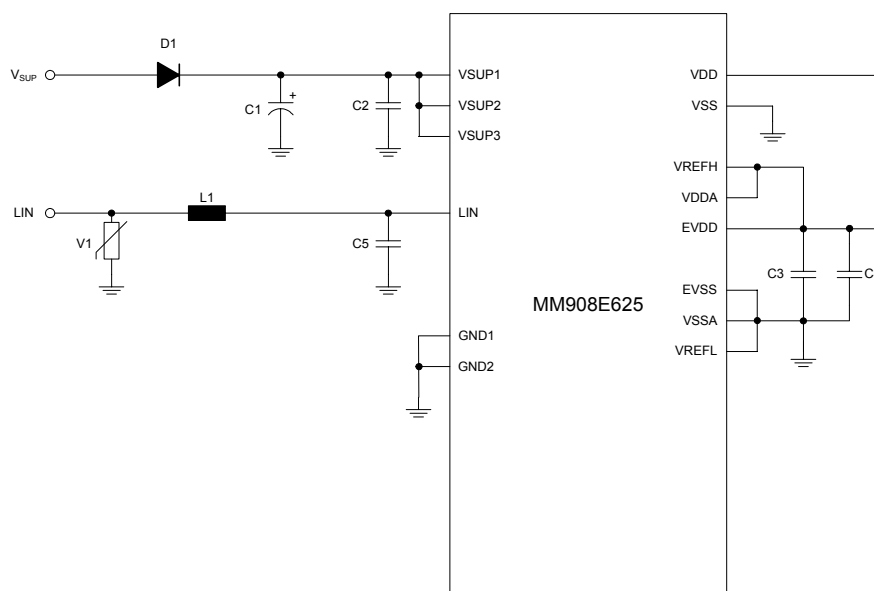 D1
VSUP
C1
+
C2
VSUP1
VSUP2
VSUP3
LIN
L1
V1
C5
LIN
GND1
GND2
MM908E625
VDD
VSS
VREFH
VDDA
EVDD
EVSS
VSSA
VREFL
C3